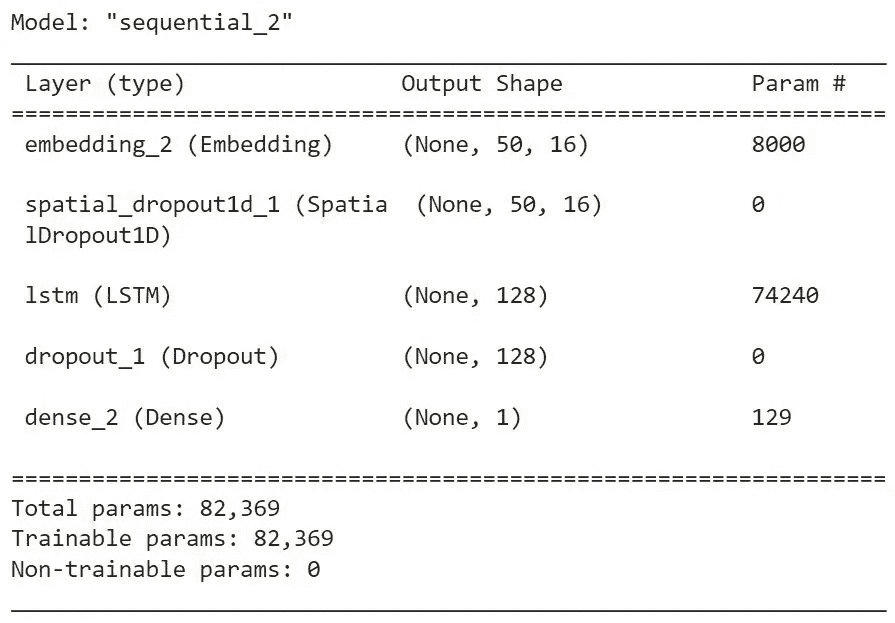 Model: "sequential_2"
Layer (type) Output Shape Param #
embedding_2 (Embedding) (None, 50, 16) 8000
spatial_dropout1d_1 (Spatia (None, 50, 16) 0
lDropout1D)
lstm (LSTM) (None, 128) 74240
dropout_1 (Dropout) (None, 128) 0
dense_2 (Dense) (None, 1) 129
Total params: 82,369
Trainable params: 82,369
Non-trainable params: 0